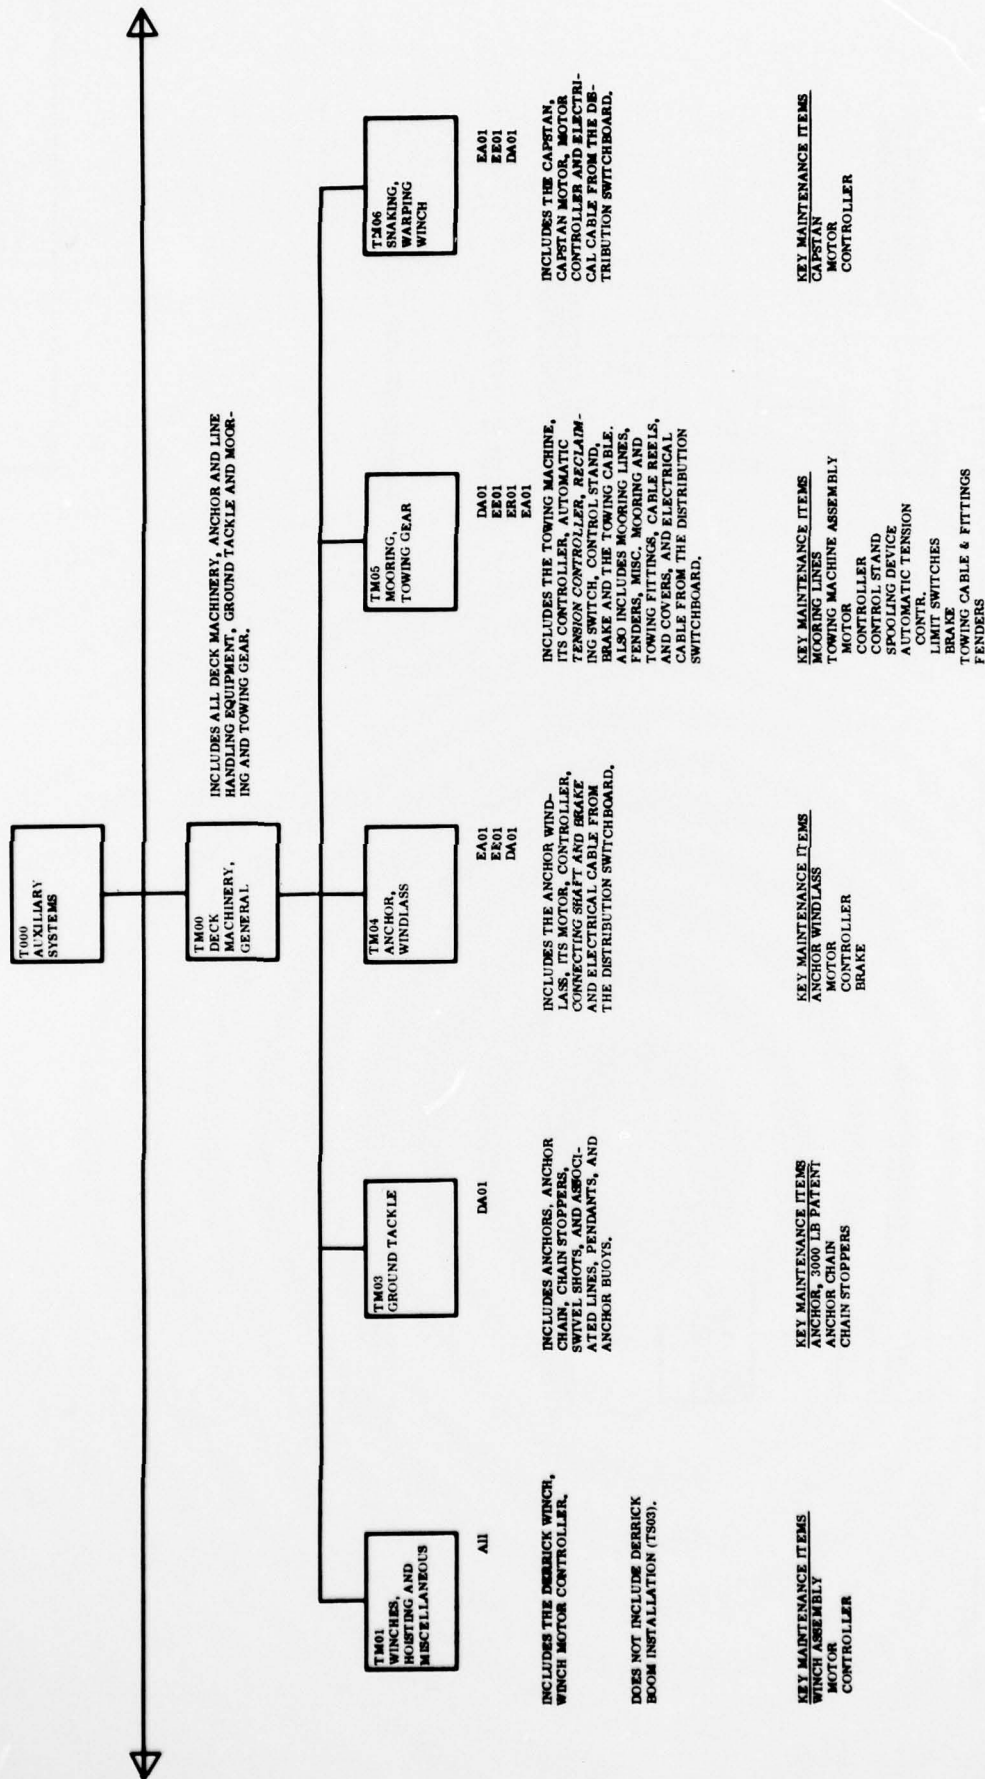 T000
AUXILIARY
SYSTEMS
TM00
DECK
MACHINERY,
GENERAL
INCLUDES ALL DECK MACHINERY, ANCHOR AND LINE
HANDLING EQUIPMENT, GROUND TACKLE AND MOOR-
ING AND TOWING GEAR.
TM01
WINCHES,
HOISTING AND
MISCELLANEOUS
All
INCLUDES THE DERRICK WINCH,
WINCH MOTOR CONTROLLER.
DOES NOT INCLUDE DERRICK
BOOM INSTALLATION (TS03).
KEY MAINTENANCE ITEMS
WINCH ASSEMBLY
MOTOR
CONTROLLER
TM03
GROUND TACKLE
DA01
INCLUDES ANCHORS, ANCHOR
CHAIN, CHAIN STOPPERS,
SWIVEL SHOTS, AND ASSOCI-
ATED LINES, PENDANTS, AND
ANCHOR BUOYS.
KEY MAINTENANCE ITEMS
ANCHOR, 3000 LB PATENT
ANCHOR CHAIN
CHAIN STOPPERS
TM04
ANCHOR,
WINDLASS
EA01
EE01
DA01
INCLUDES THE ANCHOR WIND-
LASS, ITS MOTOR, CONTROLLER,
CONNECTING SHAFT AND BRAKE
AND ELECTRICAL CABLE FROM
THE DISTRIBUTION SWITCHBOARD.
KEY MAINTENANCE ITEMS
ANCHOR WINDLASS
MOTOR
CONTROLLER
BRAKE
TM05
MOORING,
TOWING GEAR
DA01
EE01
ER01
EA01
INCLUDES THE TOWING MACHINE,
ITS CONTROLLER, AUTOMATIC
TENSION CONTROLLER, RECLAIM-
ING SWITCH, CONTROL STAND,
BRAKE AND THE TOWING CABLE.
ALSO INCLUDES MOORING LINES,
FENDERS, MISC. MOORING AND
TOWING FITTINGS, CABLE REELS,
AND COVERS, AND ELECTRICAL
CABLE FROM THE DISTRIBUTION
SWITCHBOARD.
KEY MAINTENANCE ITEMS
MOORING LINES
TOWING MACHINE ASSEMBLY
MOTOR
CONTROLLER
CONTROL STAND
SPOOLING DEVICE
AUTOMATIC TENSION
CONTR.
LIMIT SWITCHES
BRAKE
TOWING CABLE & FITTINGS
FENDERS
TM06
SNAKING,
WARPING
WINCH
EA01
EE01
DA01
INCLUDES THE CAPSTAN,
CAPSTAN MOTOR, MOTOR
CONTROLLER AND ELECTRI-
CAL CABLE FROM THE DIS-
TRIBUTION SWITCHBOARD.
KEY MAINTENANCE ITEMS
CAPSTAN
MOTOR
CONTROLLER